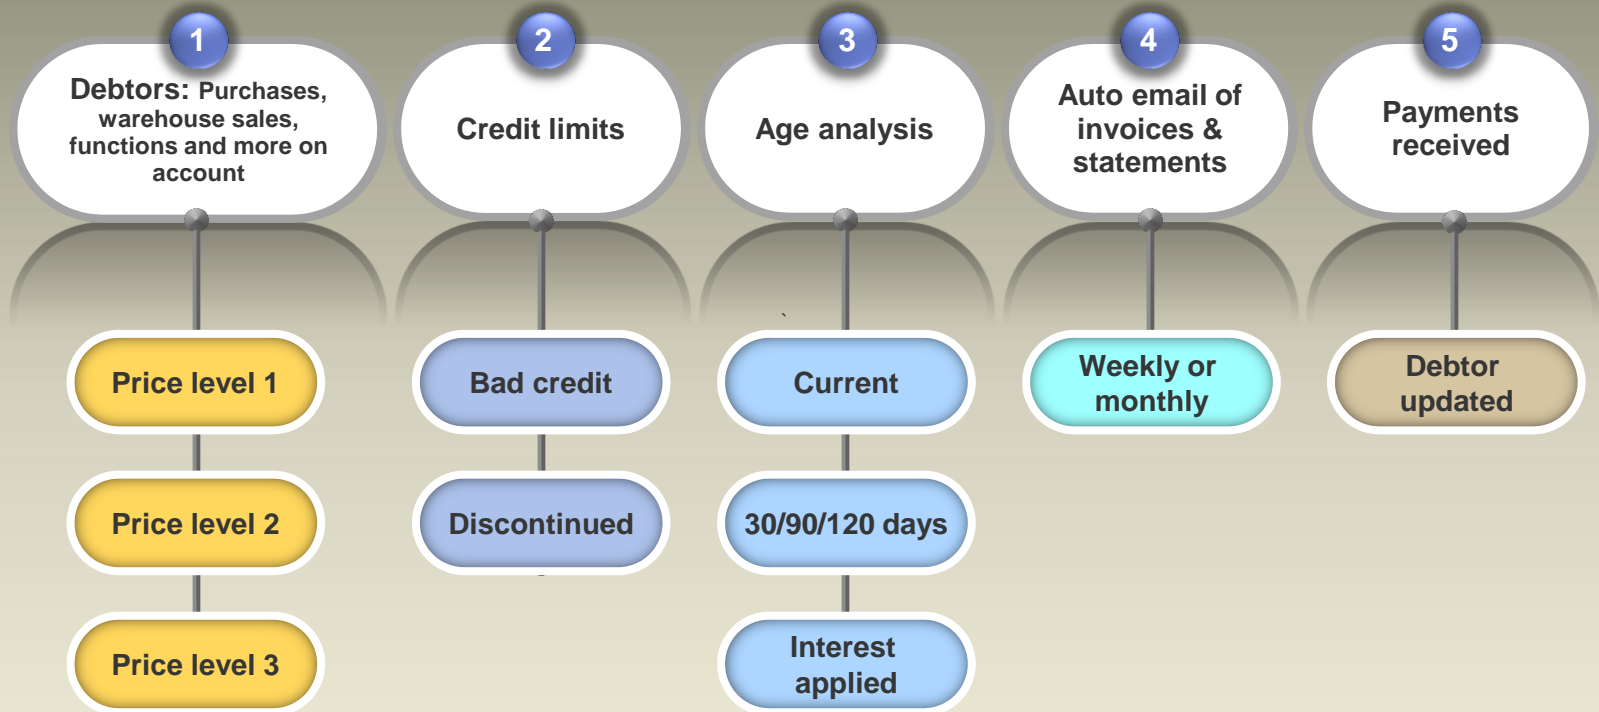 1
Debtors: Purchases,
warehouse sales,
functions and more on
account
Price level 1
Price level 2
Price level 3
2
Credit limits
Bad credit
Discontinued
3
Age analysis
`
Current
30/90/120 days
Interest
applied
4
Auto email of
invoices &
statements
Weekly or
monthly
5
Payments
received
Debtor
updated